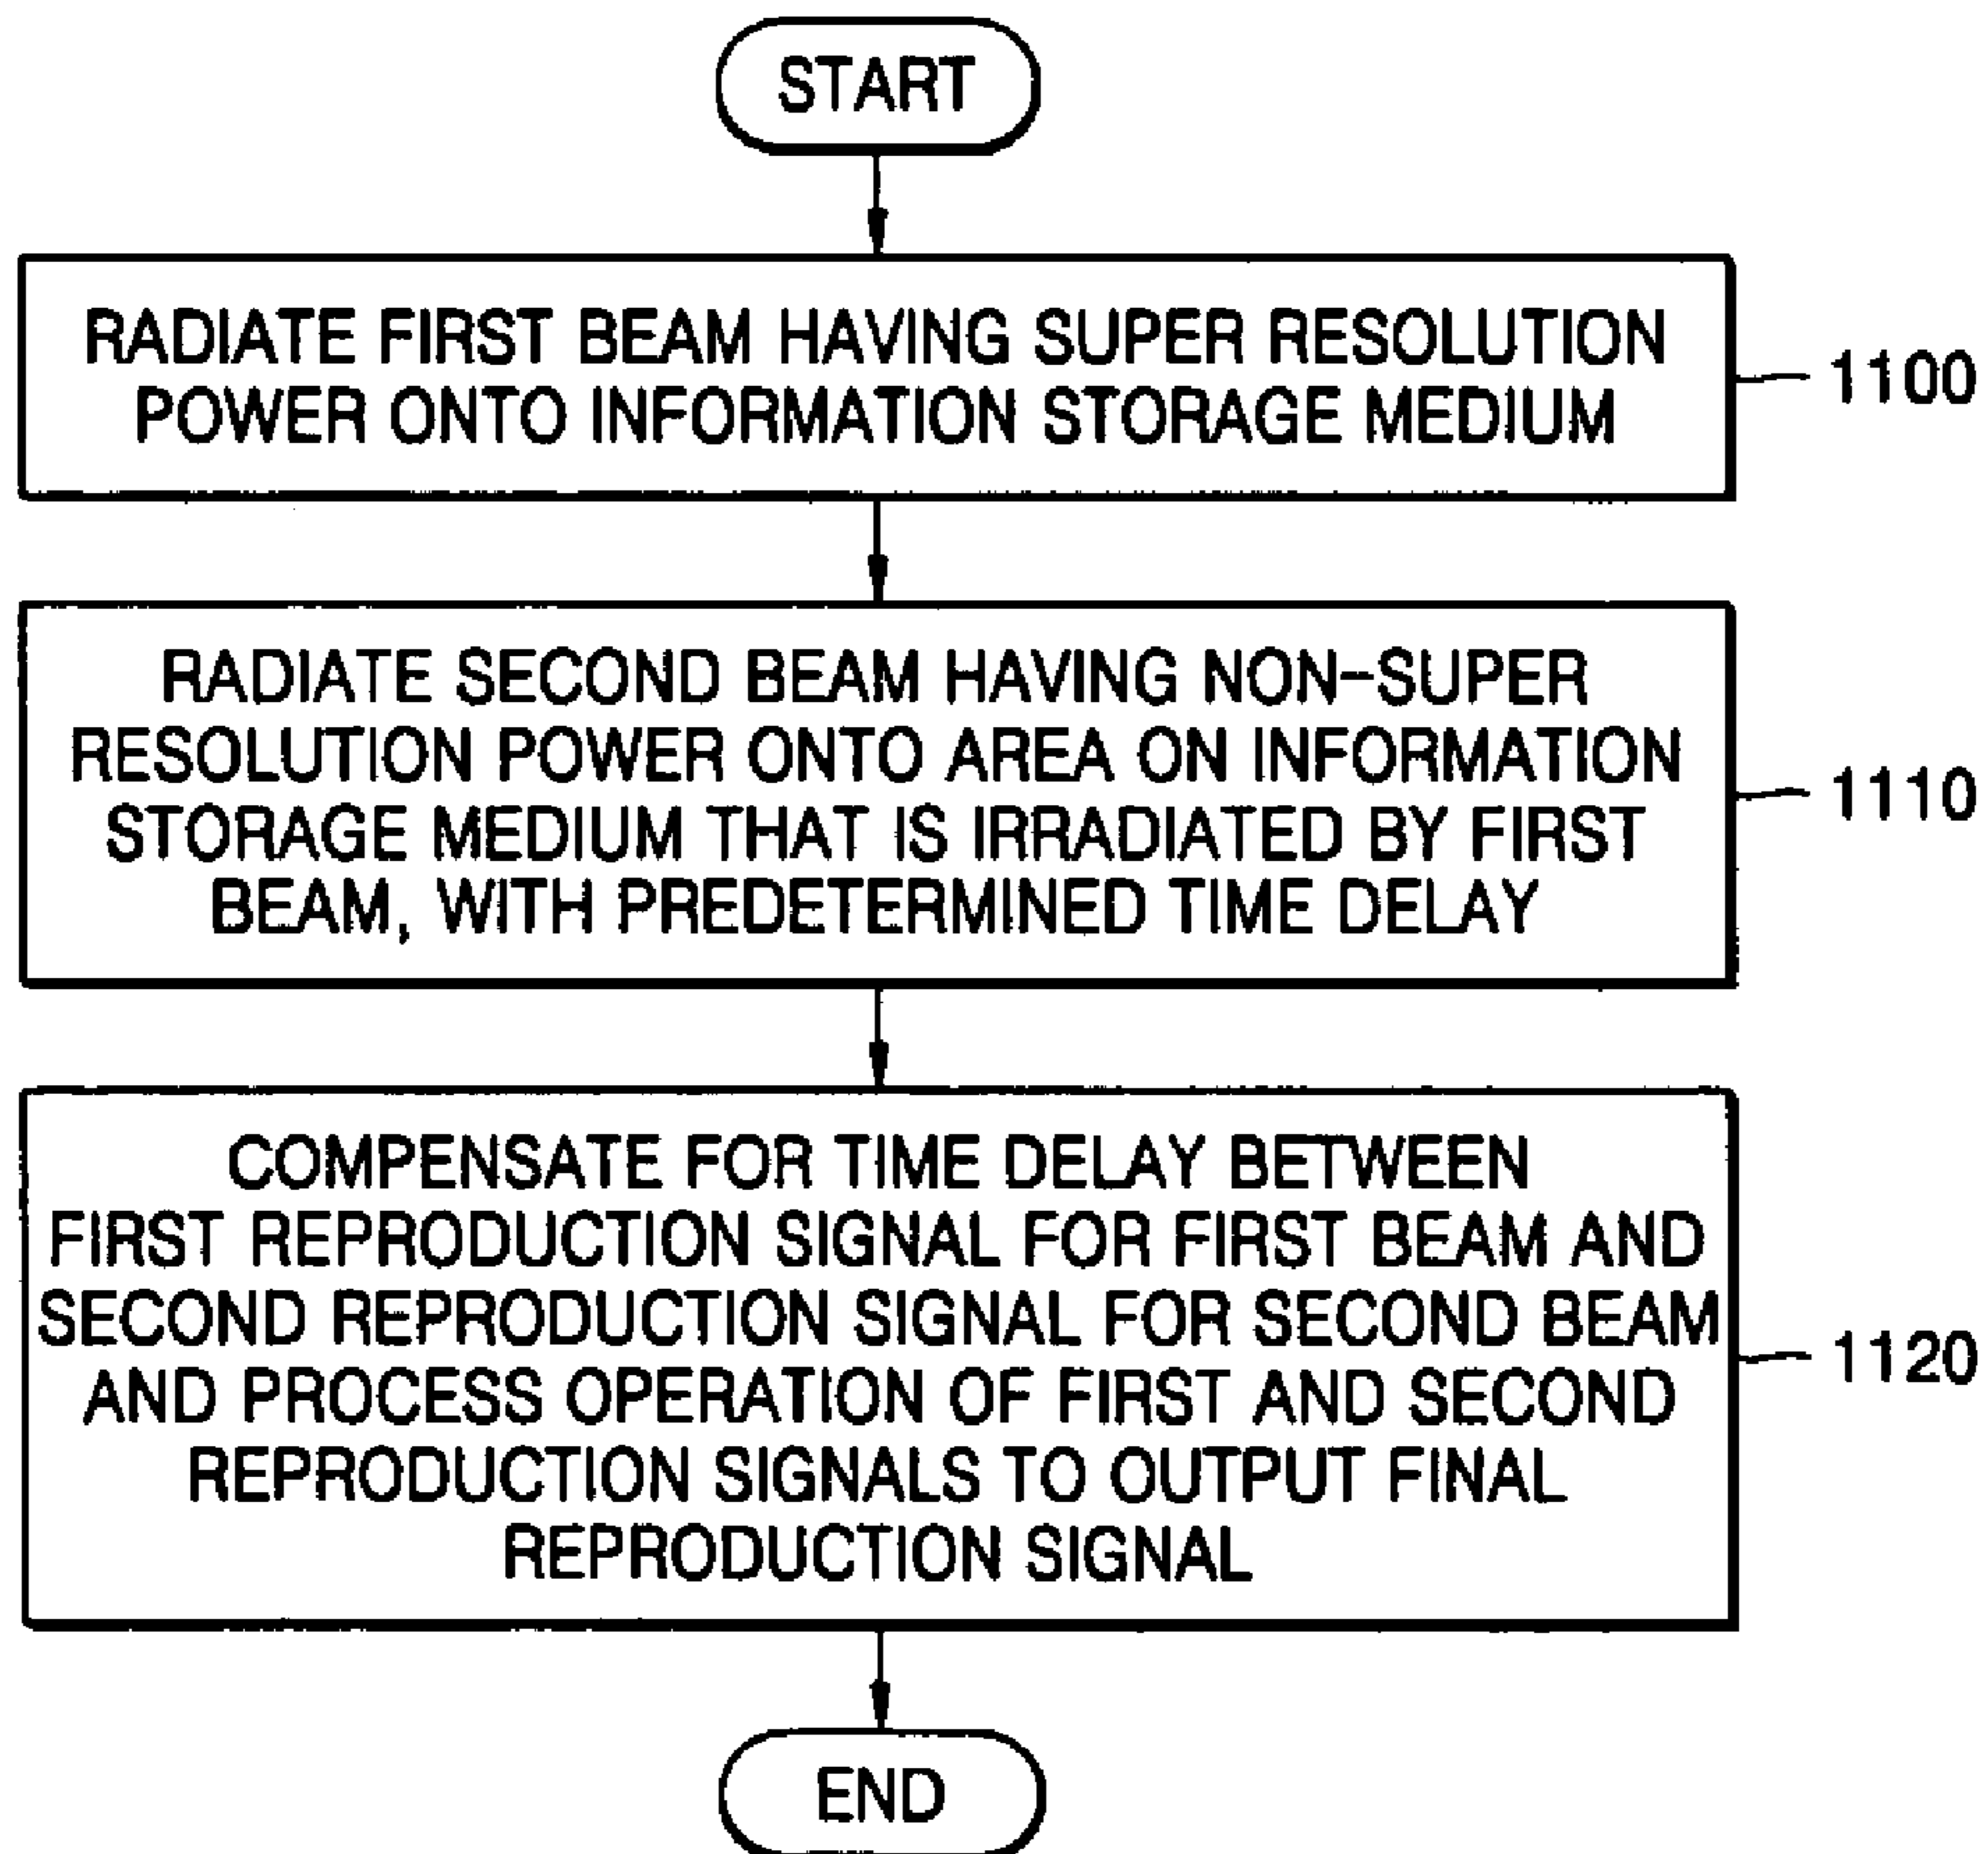 START
RADIATE FIRST BEAM HAVING SUPER RESOLUTION
POWER ONTO INFORMATION STORAGE MEDIUM
1100
RADIATE SECOND BEAM HAVING NON-SUPER
RESOLUTION POWER ONTO AREA ON INFORMATION
STORAGE MEDIUM THAT IS IRRADIATED BY FIRST
BEAM, WITH PREDETERMINED TIME DELAY
1110
COMPENSATE FOR TIME DELAY BETWEEN
FIRST REPRODUCTION SIGNAL FOR FIRST BEAM AND
SECOND REPRODUCTION SIGNAL FOR SECOND BEAM
AND PROCESS OPERATION OF FIRST AND SECOND
REPRODUCTION SIGNALS TO OUTPUT FINAL
REPRODUCTION SIGNAL
1120
END